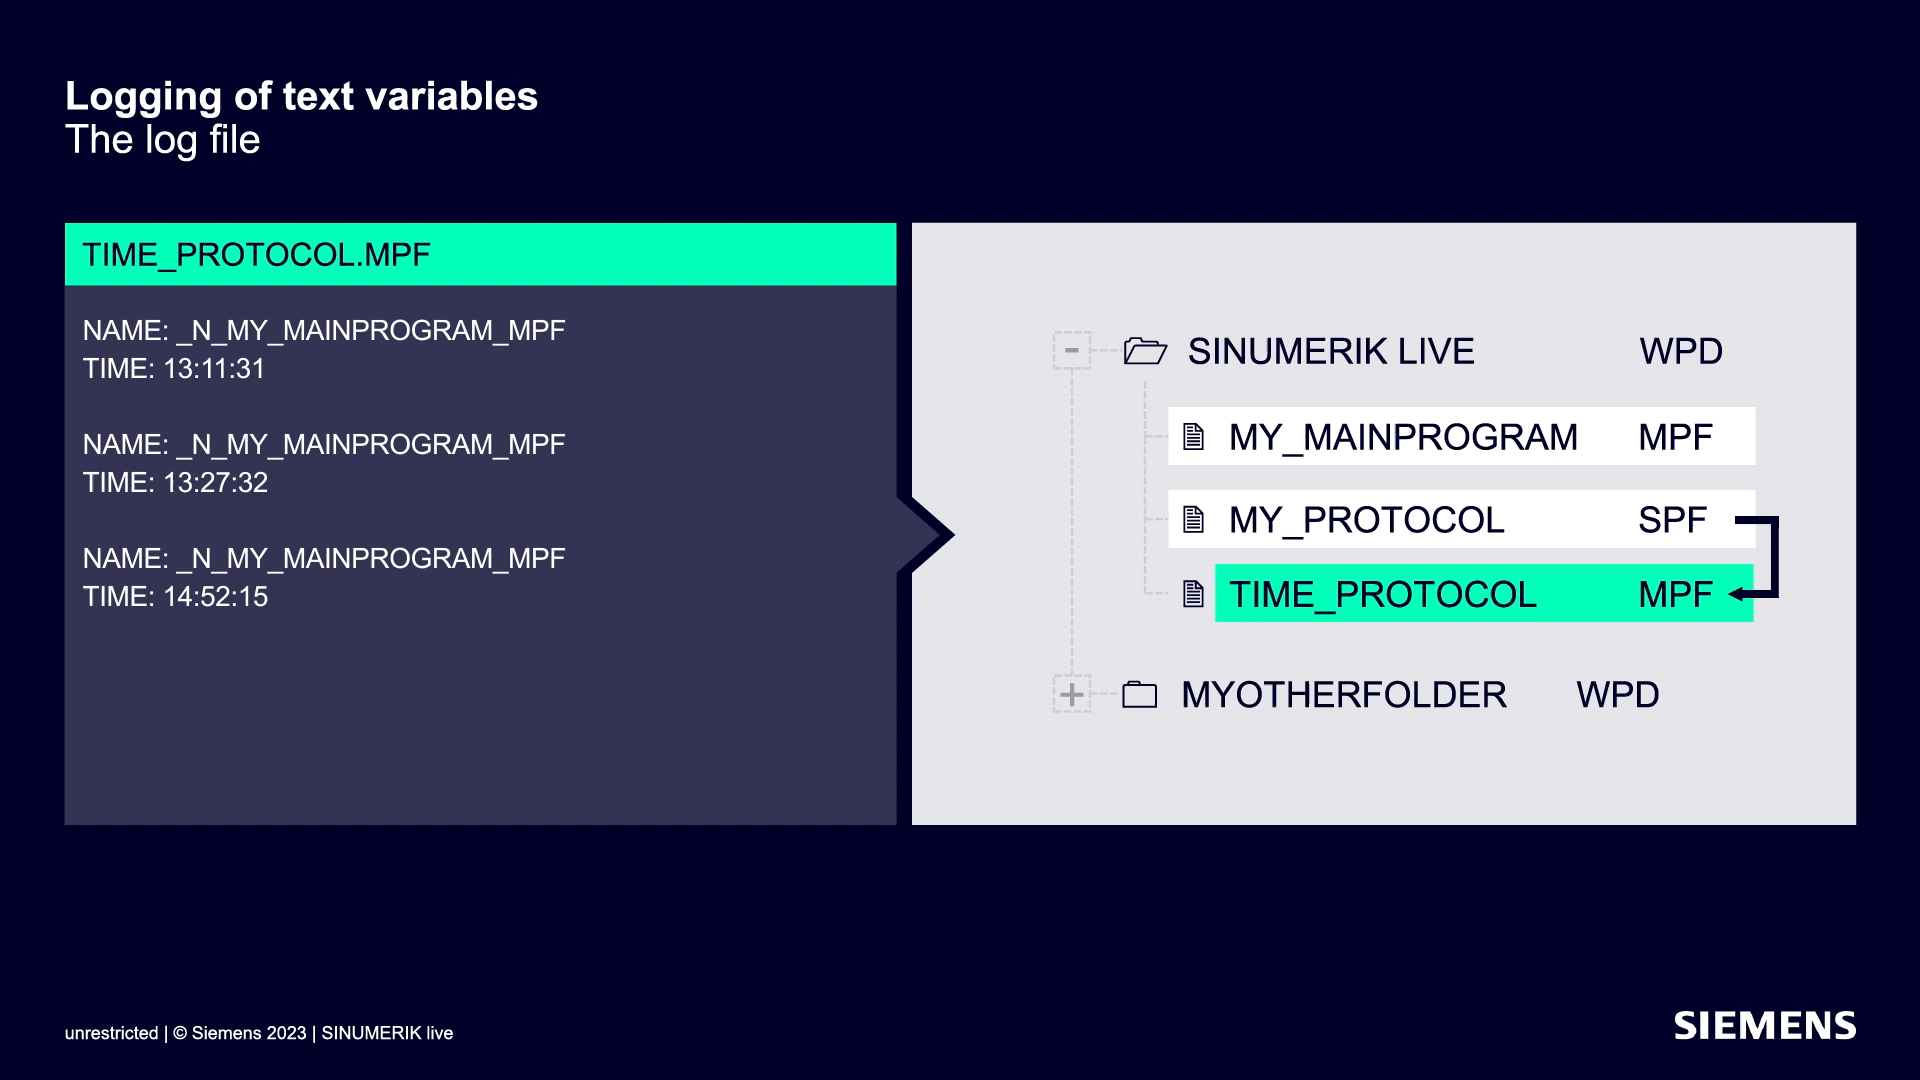 Logging of text variables
The log file
TIME_PROTOCOL.MPF
NAME: _N_MY_MAINPROGRAM_MPF
TIME: 13:11:31
NAME: _N_MY_MAINPROGRAM_MPF
TIME: 13:27:32
NAME: _N_MY_MAINPROGRAM_MPF
TIME: 14:52:15
SINUMERIK LIVE WPD
MY_MAINPROGRAM MPF
MY_PROTOCOL SPF
TIME_PROTOCOL MPF
MYOTHERFOLDER WPD
unrestricted | © Siemens 2023 | SINUMERIK live
SIEMENS